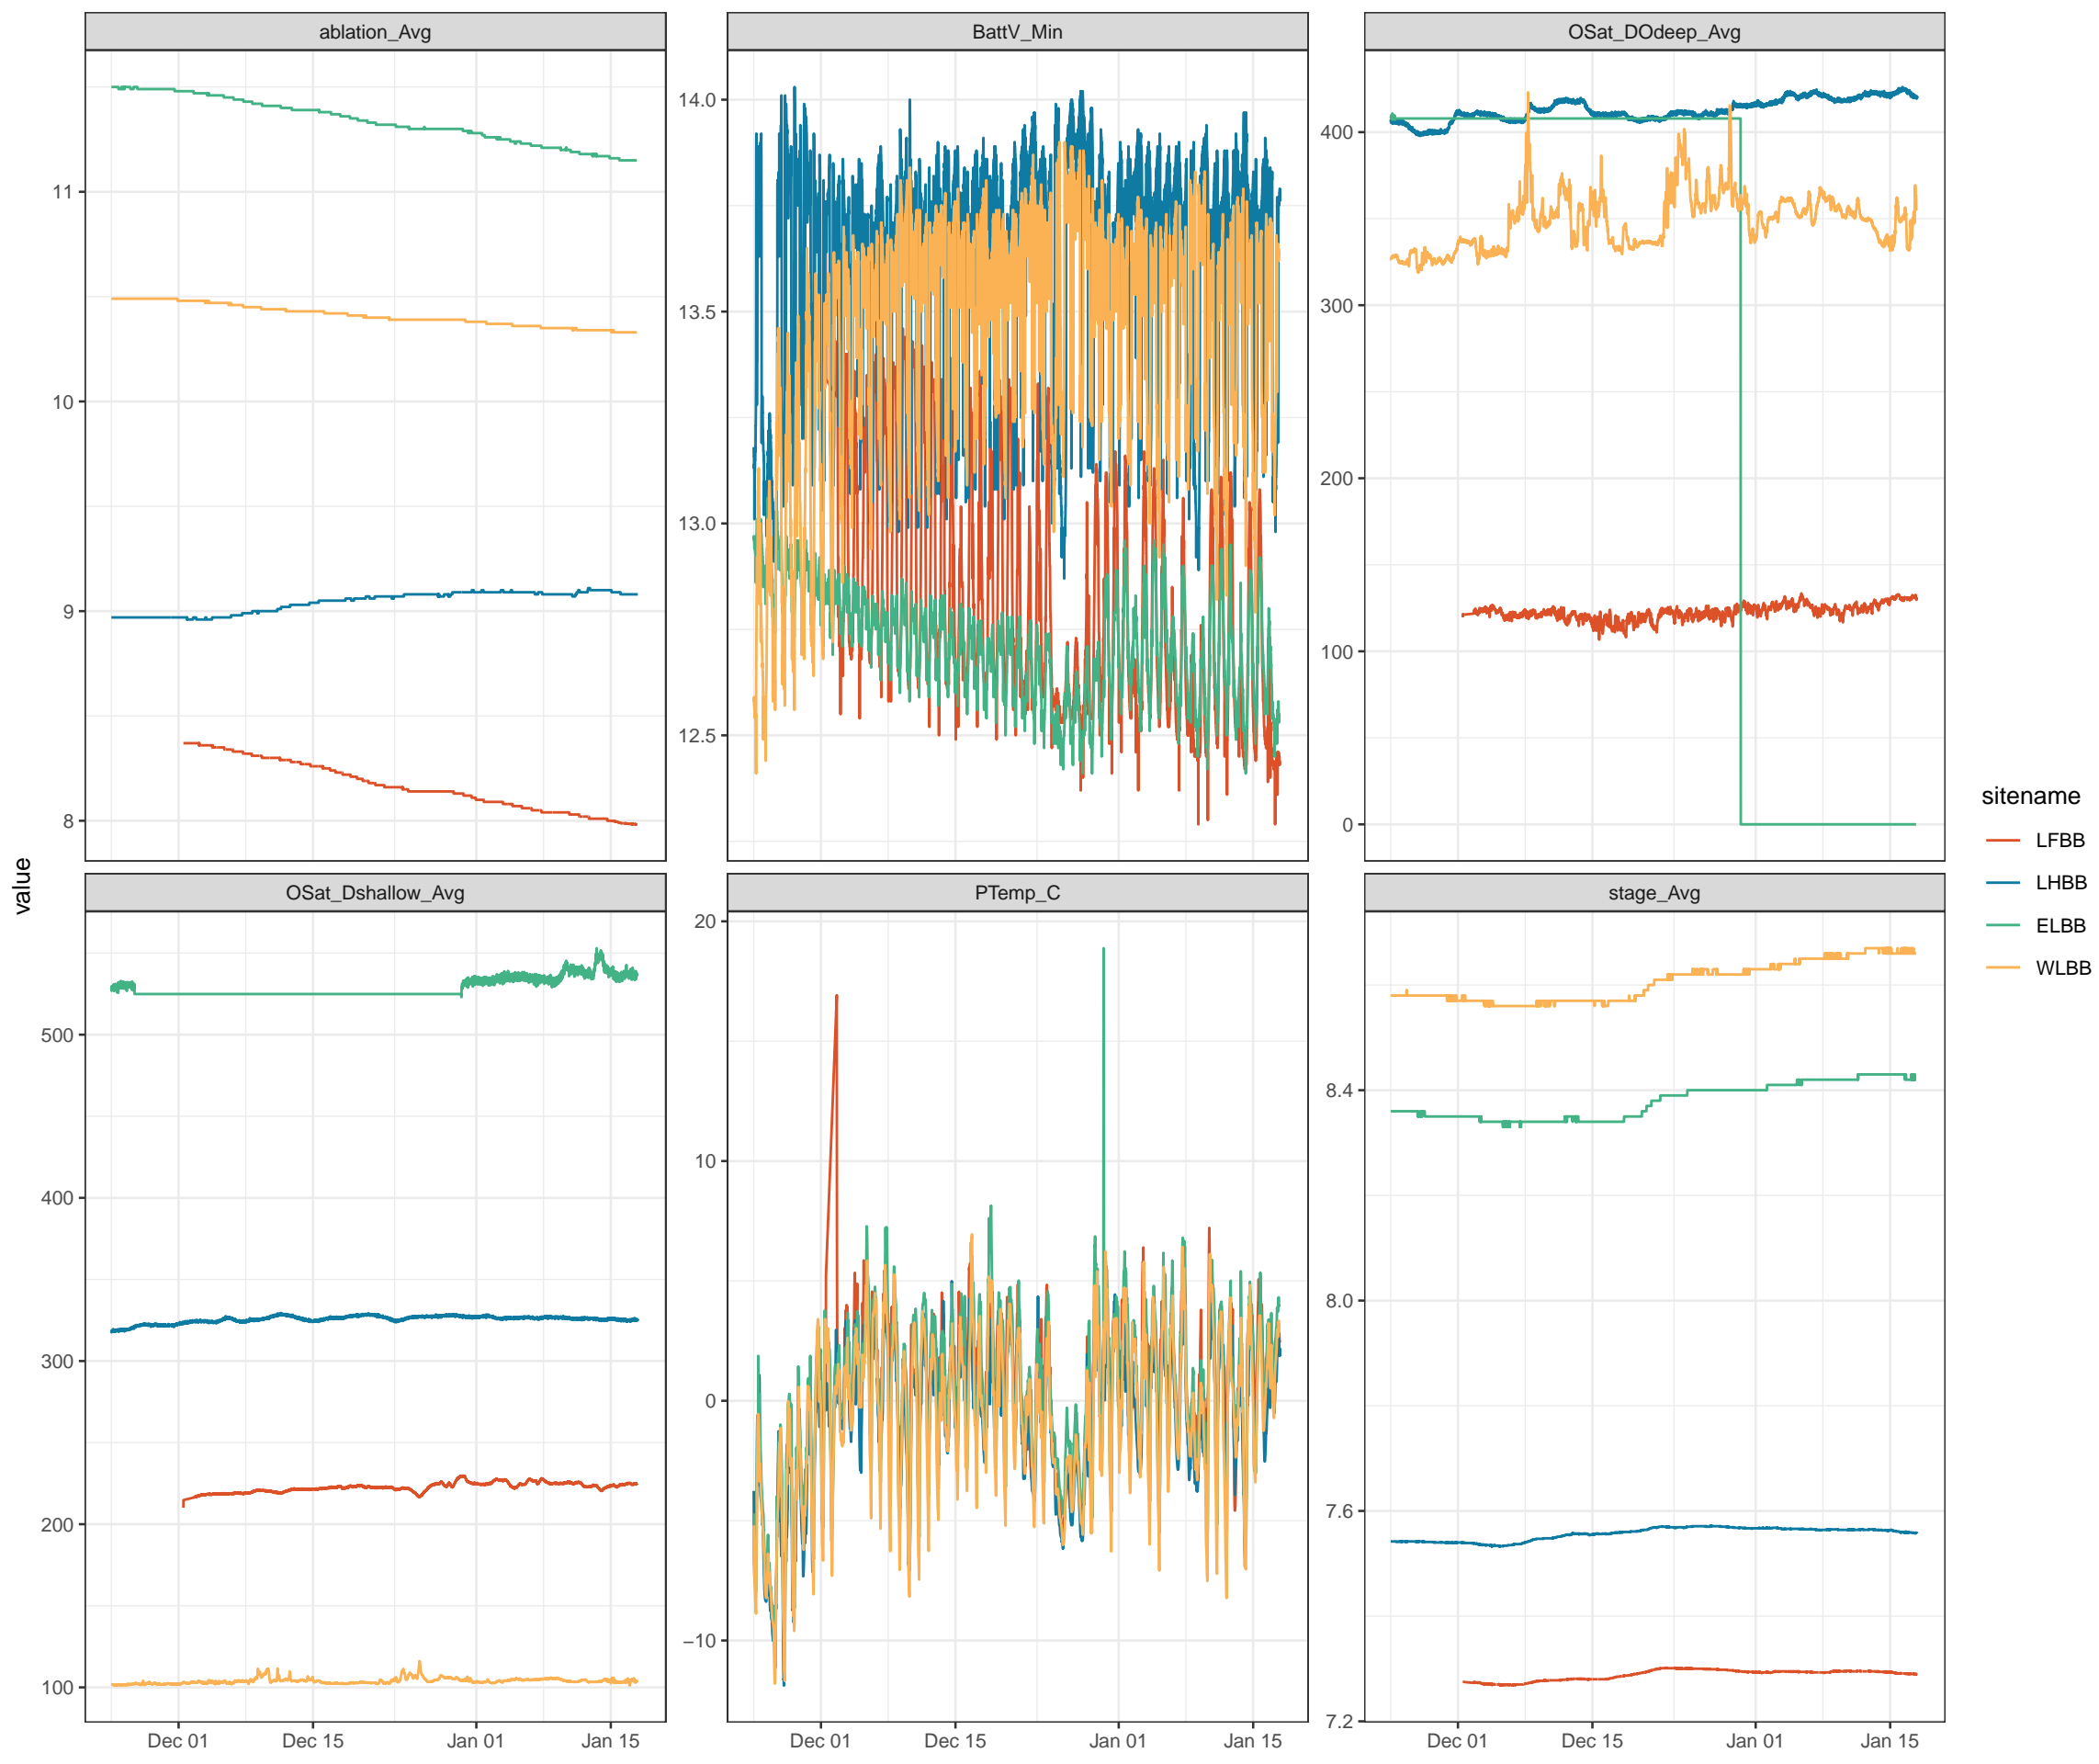 ablation_Avg
BattV_Min
OSat_DOdeep_Avg
11
10
9
8
14.0
13.5
13.0
12.5
400
300
200
100
0
value
OSat_Dshallow_Avg
PTemp_C
stage_Avg
500
400
300
200
100
20
10
0
−10
8.4
8.0
7.6
7.2
Dec 01 Dec 15 Jan 01 Jan 15
Dec 01 Dec 15 Jan 01 Jan 15
Dec 01 Dec 15 Jan 01 Jan 15
sitename
LFBB
LHBB
ELBB
WLBB